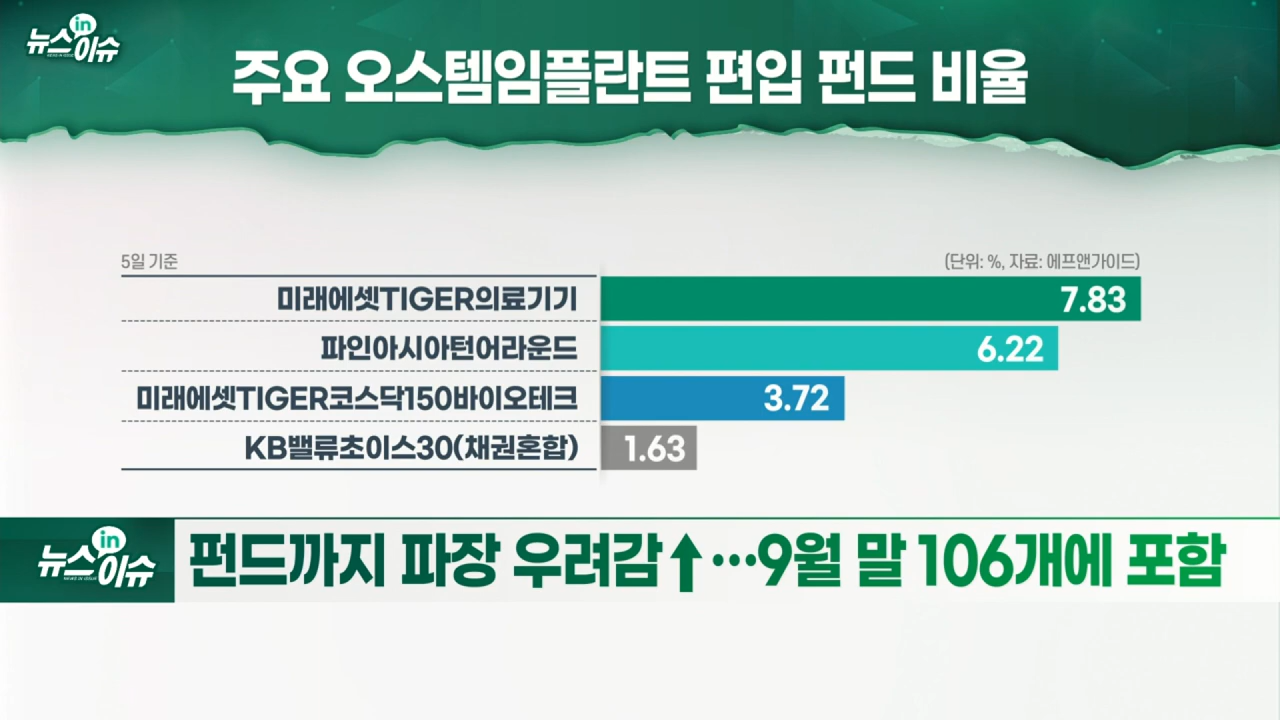 뉴스in이슈
주요 오스템임플란트 편입 펀드 비율
5일 기준
(단위: %, 자료: 에프앤가이드)
미래에셋TIGER의료기기 7.83
파인아시아턴어라운드 6.22
미래에셋TIGER코스닥150바이오테크 3.72
KB밸류초이스30(채권혼합) 1.63
뉴스in이슈
NEWS IN ISSUE
펀드까지 파장 우려감↑…9월 말 106개에 포함